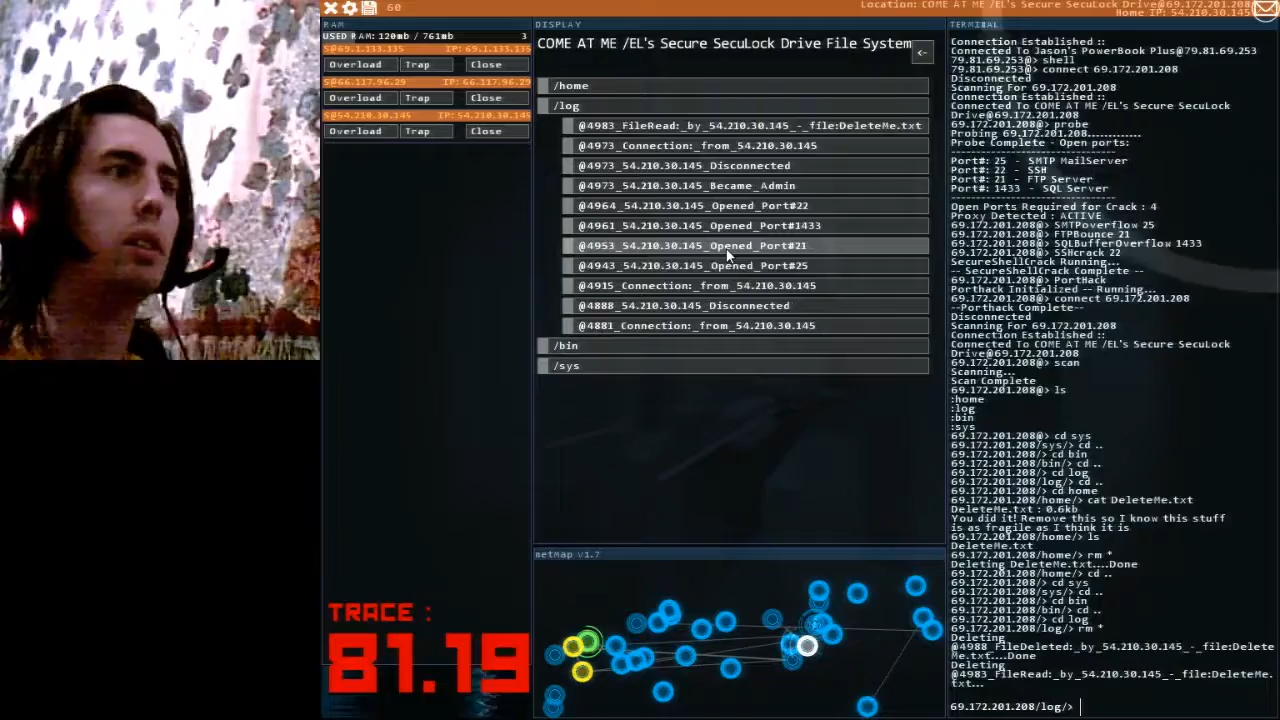 60
Location: COME AT ME /EL's Secure SecuLock Drive@69.172.201.208
Home IP: 54.210.30.145
RAM
USED RAM: 120mb / 761mb 3
S@69.1.133.135 IP: 69.1.133.135
Overload Trap Close
S@66.117.96.29 IP: 66.117.96.29
Overload Trap Close
S@54.210.30.145 IP: 54.210.30.145
Overload Trap Close
TRACE :
81.19
DISPLAY
COME AT ME /EL's Secure SecuLock Drive File System
<-
/home
/log
@4983_FileRead:_by_54.210.30.145_-_file:DeleteMe.txt
@4973_Connection:_from_54.210.30.145
@4973_54.210.30.145_Disconnected
@4973_54.210.30.145_Became_Admin
@4964_54.210.30.145_Opened_Port#22
@4961_54.210.30.145_Opened_Port#1433
@4953_54.210.30.145_Opened_Port#21
@4943_54.210.30.145_Opened_Port#25
@4915_Connection:_from_54.210.30.145
@4888_54.210.30.145_Disconnected
@4881_Connection:_from_54.210.30.145
/bin
/sys
netMap v1.7
TERMINAL
Connection Established ::
Connected To Jason's PowerBook Plus@79.81.69.253
79.81.69.253@> shell
79.81.69.253@> connect 69.172.201.208
Disconnected
Scanning For 69.172.201.208
Connection Established ::
Connected To COME AT ME /EL's Secure SecuLock
Drive@69.172.201.208
69.172.201.208@> probe
Probing 69.172.201.208.............
Probe Complete - Open ports:
---------------------------------
Port#: 25 - SMTP MailServer
Port#: 22 - SSH
Port#: 21 - FTP Server
Port#: 1433 - SQL Server
---------------------------------
Open Ports Required for Crack : 4
Proxy Detected : ACTIVE
69.172.201.208@> SMTPoverflow 25
69.172.201.208@> FTPBounce 21
69.172.201.208@> SQLBufferOverflow 1433
69.172.201.208@> SSHcrack 22
SecureShellCrack Running...
-- SecureShellCrack Complete --
69.172.201.208@> PortHack
Porthack Initialized -- Running...
69.172.201.208@> connect 69.172.201.208
--Porthack Complete--
Disconnected
Scanning For 69.172.201.208
Connection Established ::
Connected To COME AT ME /EL's Secure SecuLock
Drive@69.172.201.208
69.172.201.208@> scan
Scanning...
Scan Complete
69.172.201.208@> ls
:home
:log
:bin
:sys
69.172.201.208@> cd sys
69.172.201.208/sys/> cd ..
69.172.201.208@> cd bin
69.172.201.208/bin/> cd ..
69.172.201.208@> cd log
69.172.201.208/log/> cd ..
69.172.201.208@> cd home
69.172.201.208/home/> cat DeleteMe.txt
DeleteMe.txt : 0.6kb
You did it! Remove this so I know this stuff
is as fragile as I think it is
69.172.201.208/home/> ls
DeleteMe.txt
69.172.201.208/home/> rm *
Deleting DeleteMe.txt....Done
69.172.201.208/home/> cd ..
69.172.201.208@> cd sys
69.172.201.208/sys/> cd ..
69.172.201.208@> cd bin
69.172.201.208/bin/> cd ..
69.172.201.208@> cd log
69.172.201.208/log/> rm *
Deleting
@4988_FileDeleted:_by_54.210.30.145_-_file:Delete
Me.txt....Done
Deleting
@4983_FileRead:_by_54.210.30.145_-_file:DeleteMe.
txt...
69.172.201.208/log/>